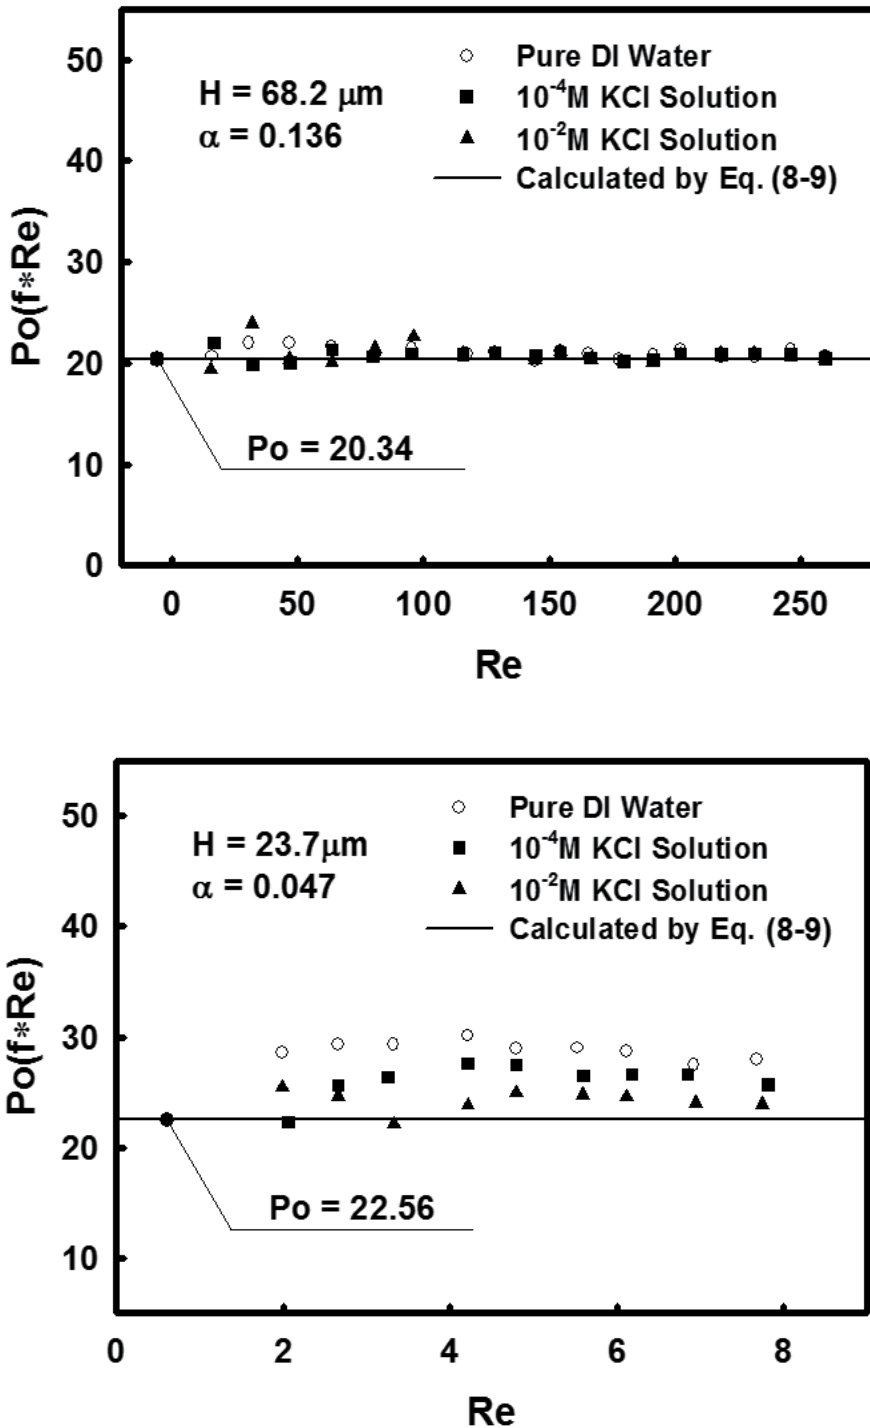 50
40
30
20
10
0
Po(f*Re)
H = 68.2 μm
α = 0.136
Pure DI Water
10⁻⁴M KCl Solution
10⁻²M KCl Solution
Calculated by Eq. (8-9)
Po = 20.34
0 50 100 150 200 250
Re
50
40
30
20
10
Po(f*Re)
H = 23.7μm
α = 0.047
Pure DI Water
10⁻⁴M KCl Solution
10⁻²M KCl Solution
Calculated by Eq. (8-9)
Po = 22.56
0 2 4 6 8
Re